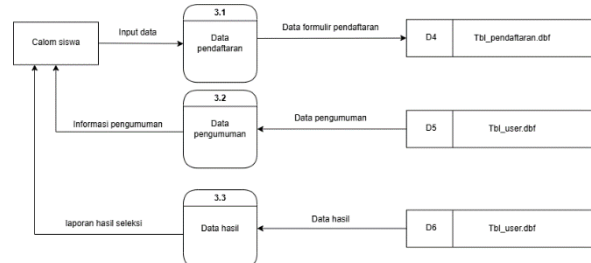 3.1
Input data
Data formulir pendaftaran
Calom siswa
Data
pendaftaran
D4
Tbl_pendaftaran.dbf
3.2
Informasi pengumuman
Data
pengumuman
Data pengumuman
D5
Tbl_user.dbf
3.3
laporan hasil seleksi
Data hasil
Data hasil
D6
Tbl_user.dbf